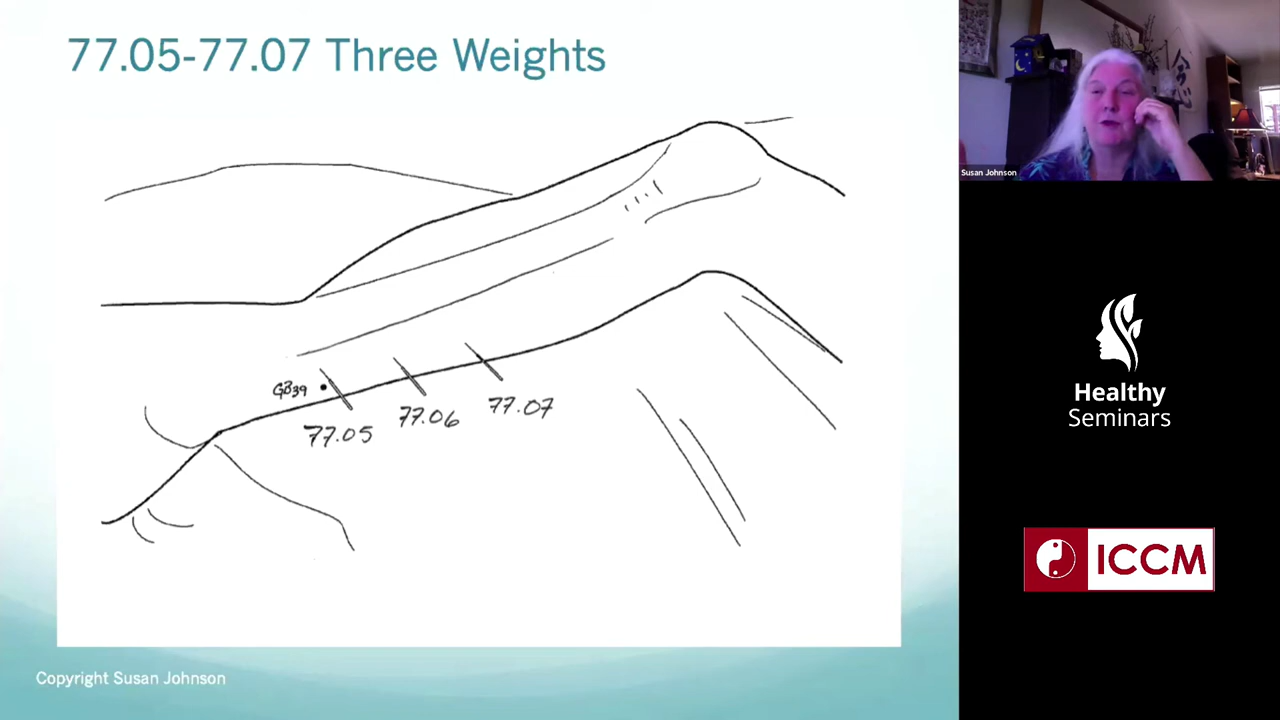 77.05-77.07 Three Weights
Susan Johnson
GB39
77.05
77.06
77.07
Healthy
Seminars
ICCM
Copyright Susan Johnson